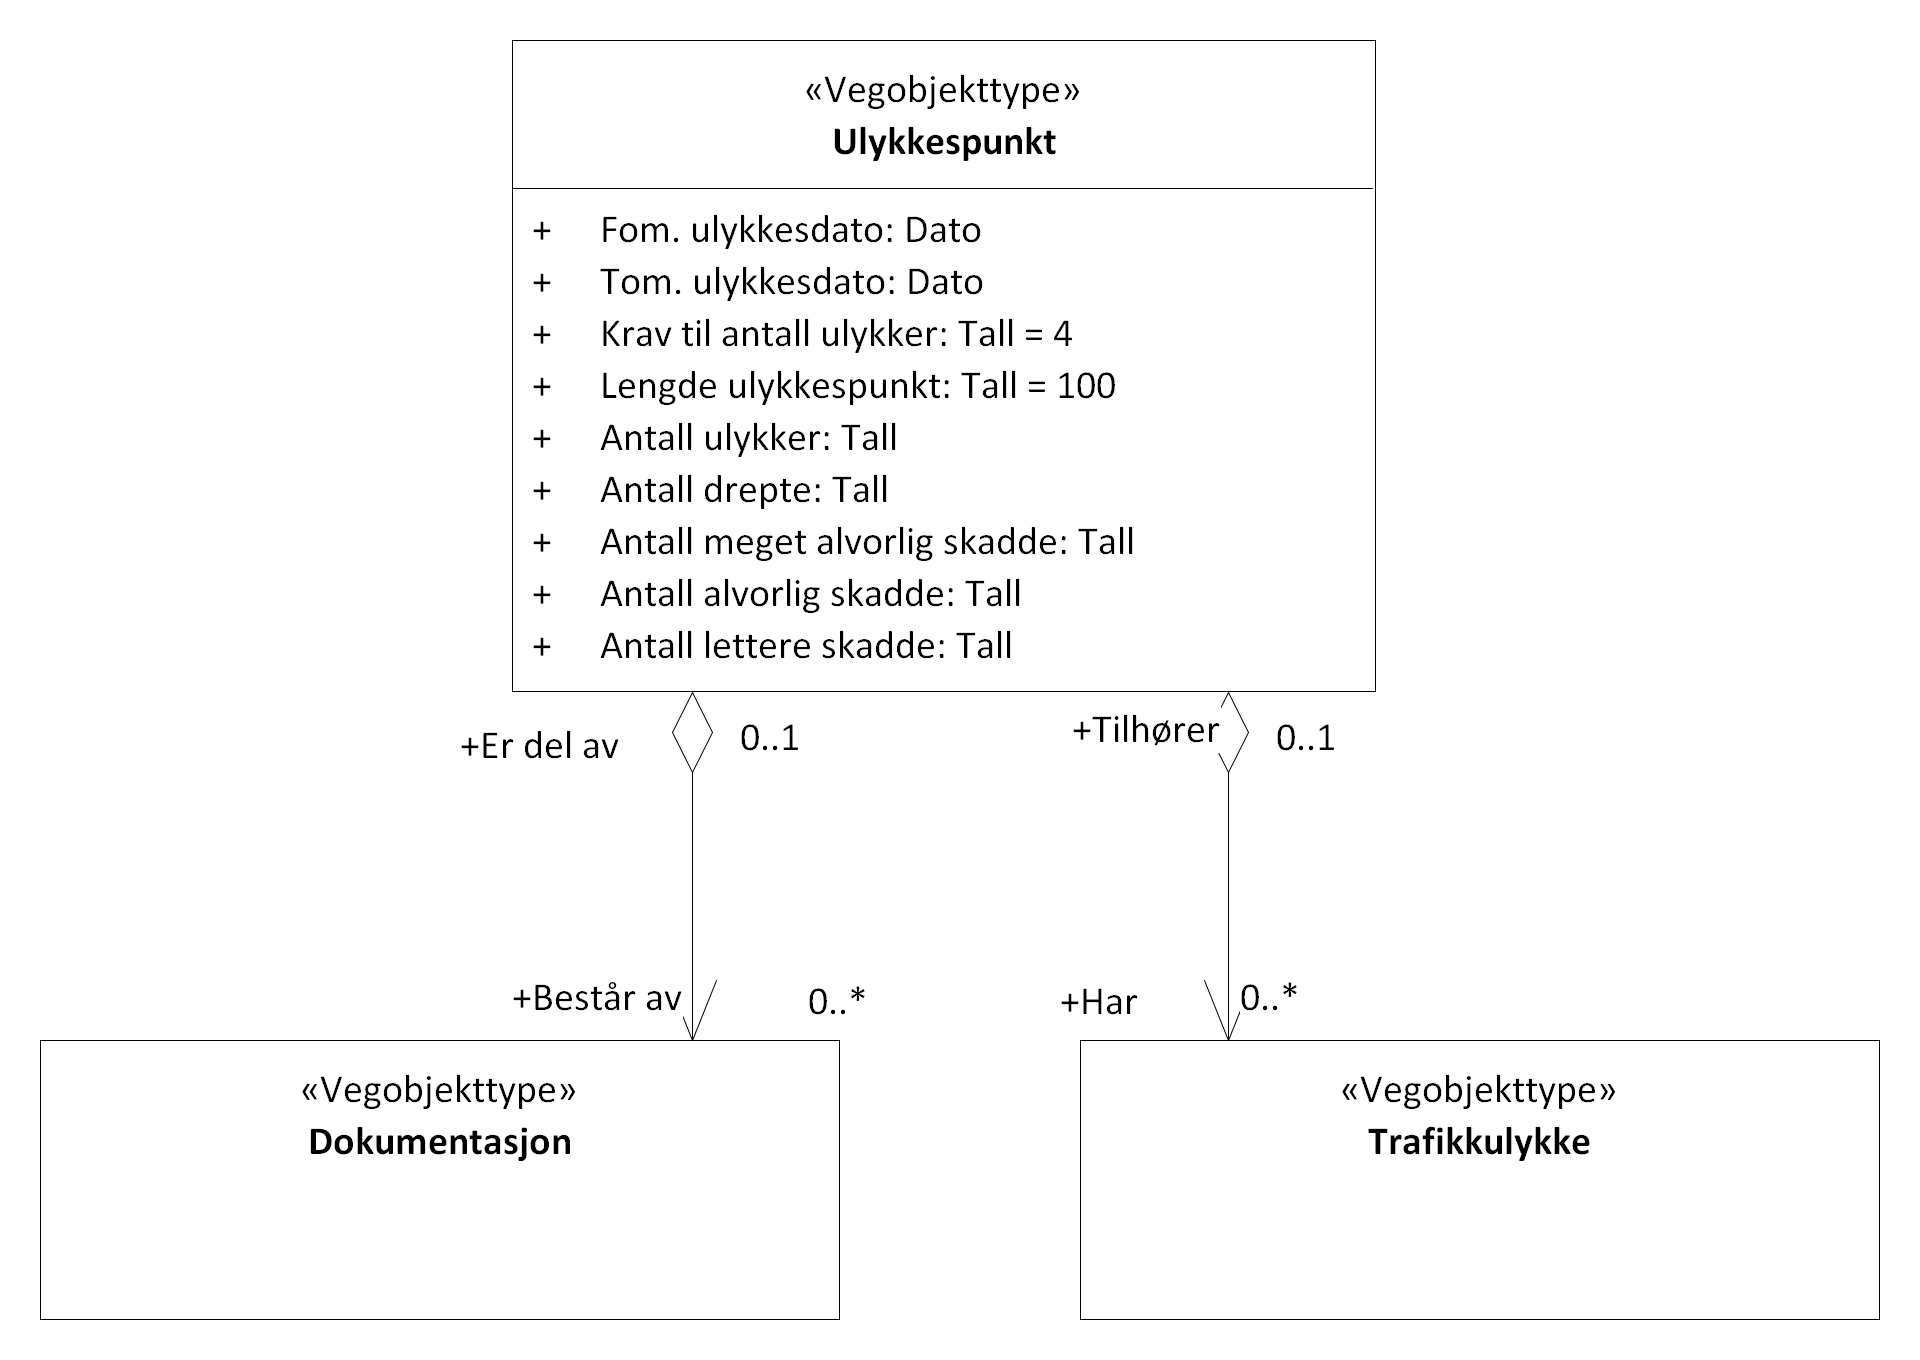 «Vegobjekttype»
Ulykkespunkt
+ Fom. ulykkesdato: Dato
+ Tom. ulykkesdato: Dato
+ Krav til antall ulykker: Tall = 4
+ Lengde ulykkespunkt: Tall = 100
+ Antall ulykker: Tall
+ Antall drepte: Tall
+ Antall meget alvorlig skadde: Tall
+ Antall alvorlig skadde: Tall
+ Antall lettere skadde: Tall
+Er del av 0..1
+Tilhører 0..1
+Består av 0..*
+Har 0..*
«Vegobjekttype»
Dokumentasjon
«Vegobjekttype»
Trafikkulykke